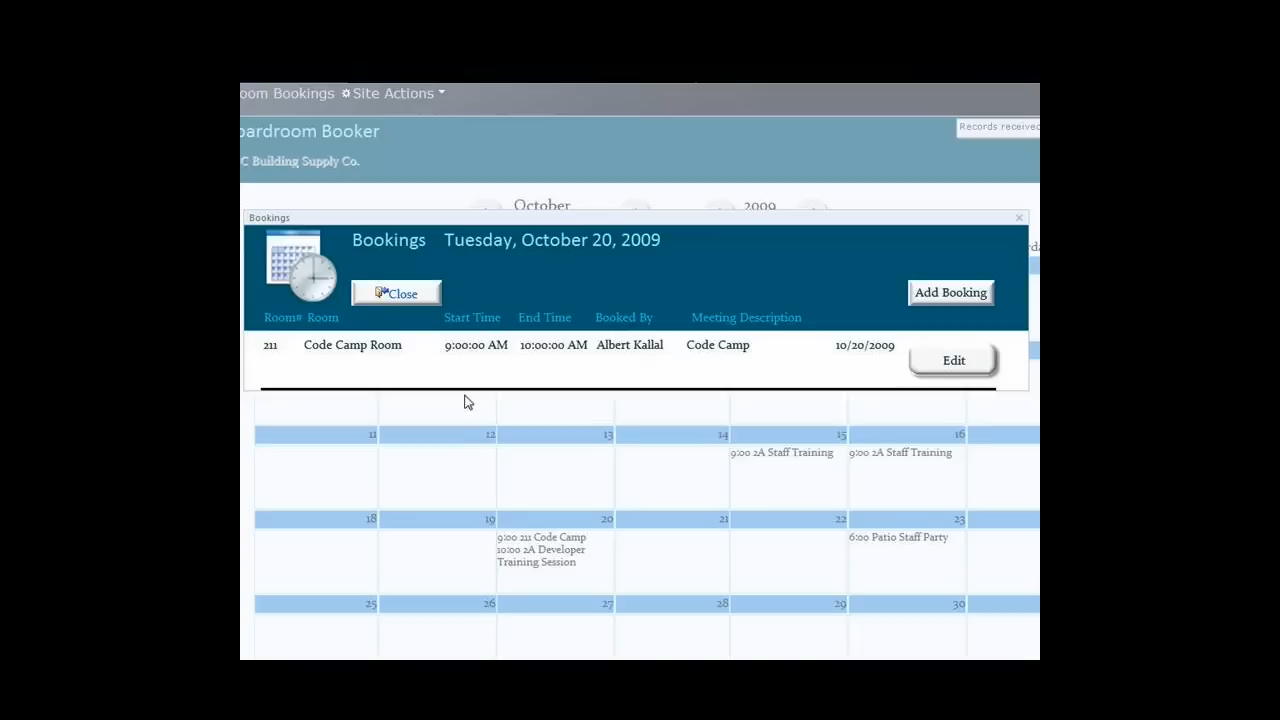 oom Bookings Site Actions
oardroom Booker
Records received
C Building Supply Co.
October 2009
Bookings
Bookings Tuesday, October 20, 2009
Close Add Booking
Room# Room Start Time End Time Booked By Meeting Description
211 Code Camp Room 9:00:00 AM 10:00:00 AM Albert Kallal Code Camp 10/20/2009
Edit
11 12 13 14 15 16
9:00 2A Staff Training 9:00 2A Staff Training
18 19 20 21 22 23
9:00 211 Code Camp 6:00 Patio Staff Party
10:00 2A Developer
Training Session
25 26 27 28 29 30